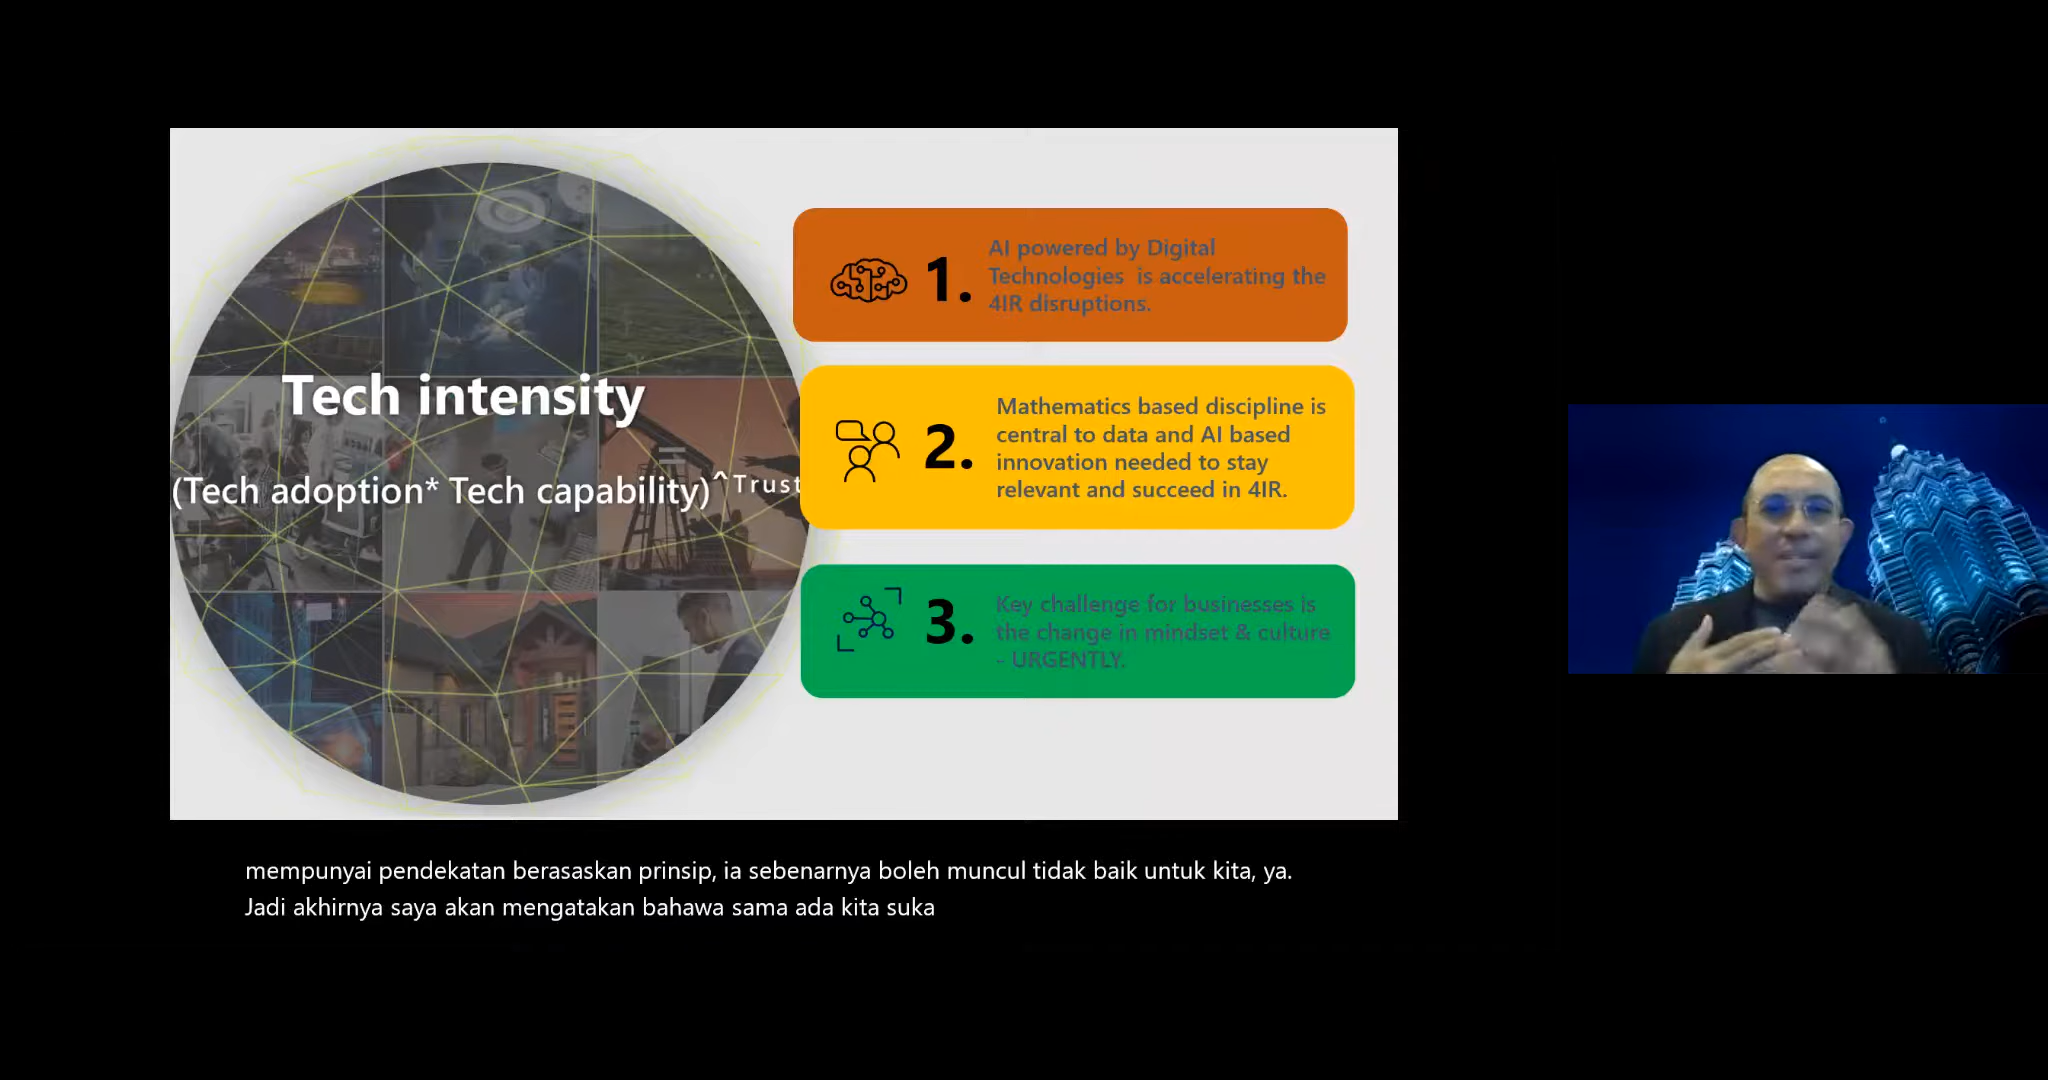 Tech intensity
=
(Tech adoption* Tech capability)^Trust
1.
AI powered by Digital
Technologies is accelerating the
4IR disruptions.
2.
Mathematics based discipline is
central to data and AI based
innovation needed to stay
relevant and succeed in 4IR.
3.
Key challenge for businesses is
the change in mindset & culture
- URGENTLY.
mempunyai pendekatan berasaskan prinsip, ia sebenarnya boleh muncul tidak baik untuk kita, ya.
Jadi akhirnya saya akan mengatakan bahawa sama ada kita suka